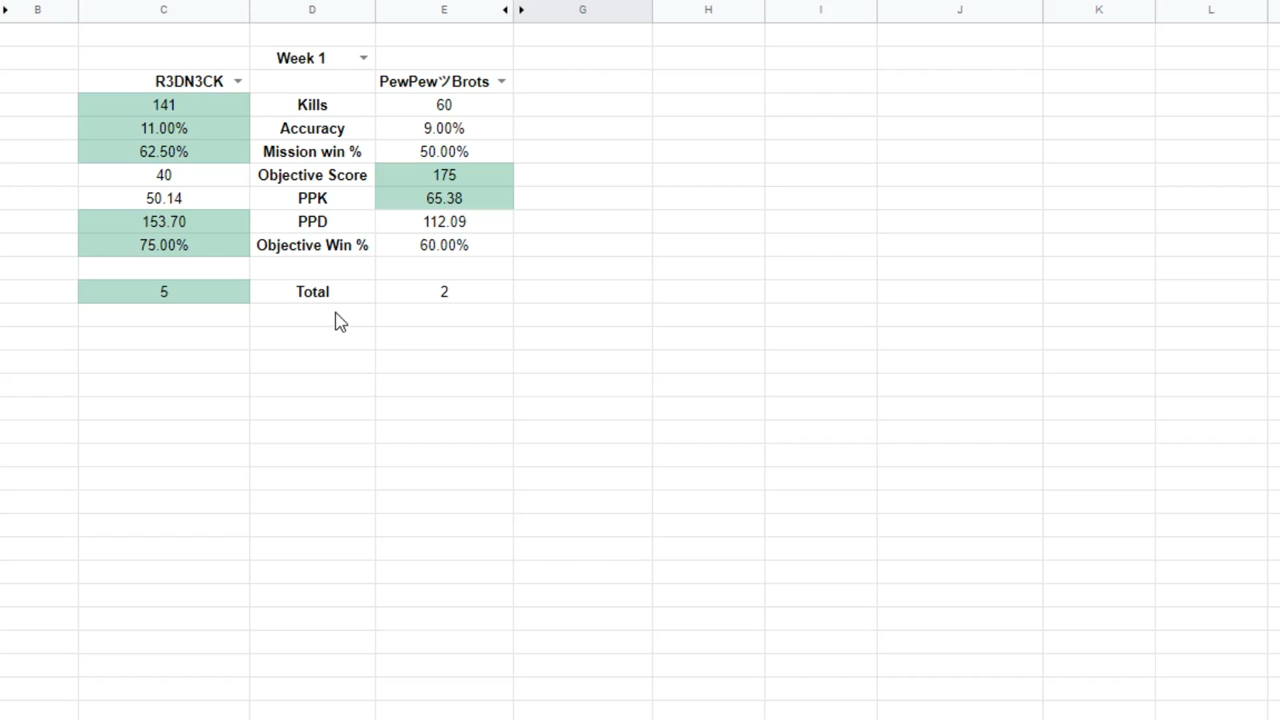 B C D E G H I J K L
Week 1
R3DN3CK PewPewツBrots
141 Kills 60
11.00% Accuracy 9.00%
62.50% Mission win % 50.00%
40 Objective Score 175
50.14 PPK 65.38
153.70 PPD 112.09
75.00% Objective Win % 60.00%
5 Total 2